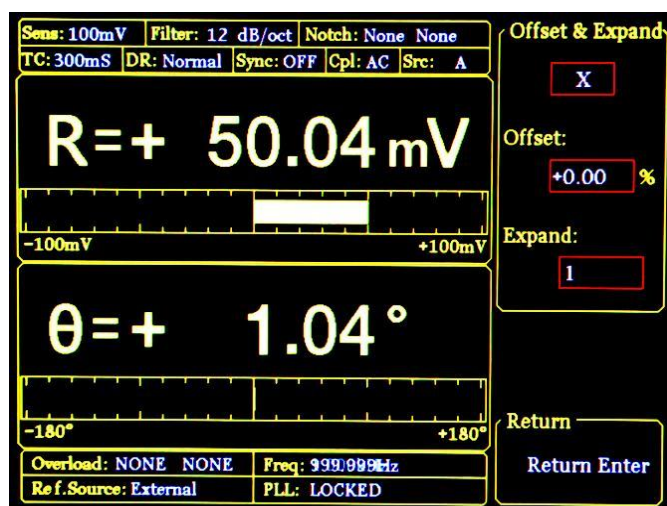 Sens: 100mV Filter: 12 dB/oct Notch: None None
TC: 300mS DR: Normal Sync: OFF Cpl: AC Src: A
R=+ 50.04 mV
-100mV +100mV
θ=+ 1.04°
-180° +180°
Overload: NONE NONE Freq:
Ref.Source: External PLL: LOCKED
Offset & Expand
X
Offset:
+0.00 %
Expand:
1
Return
Return Enter